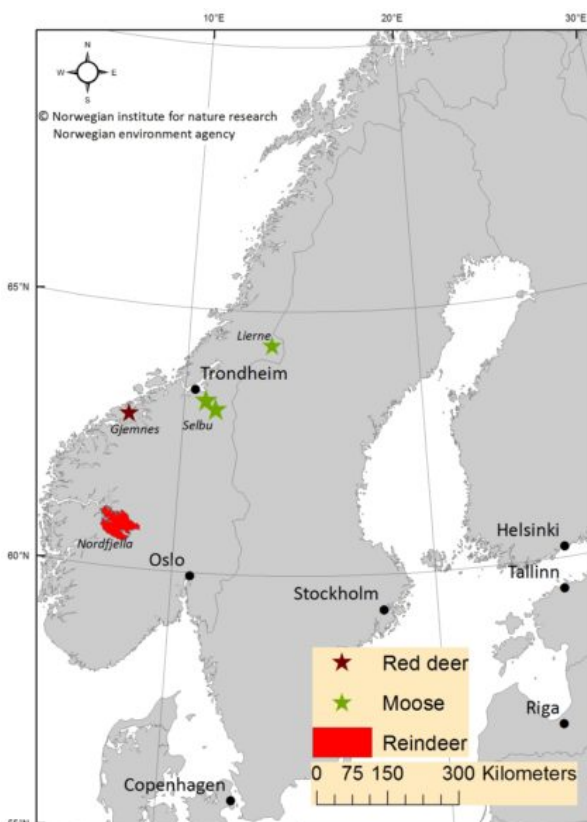 10°E 20°E 30°E
N
W E
S
© Norwegian institute for nature research
Norwegian environment agency
65°N
Lierne
Trondheim
Gjemnes
Selbu
Nordfjella
Helsinki
60°N
Oslo
Tallinn
Stockholm
Red deer
Moose
Riga
Reindeer
0 75 150 300 Kilometers
Copenhagen
55°N